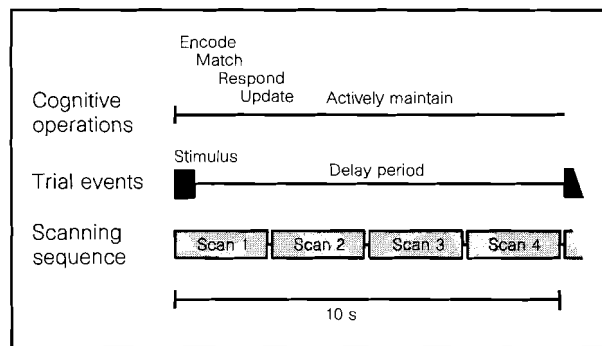 Encode
Match
Respond
Update
Actively maintain
Cognitive
operations
Stimulus
Delay period
Trial events
Scanning
sequence
Scan 1
Scan 2
Scan 3
Scan 4
10 s